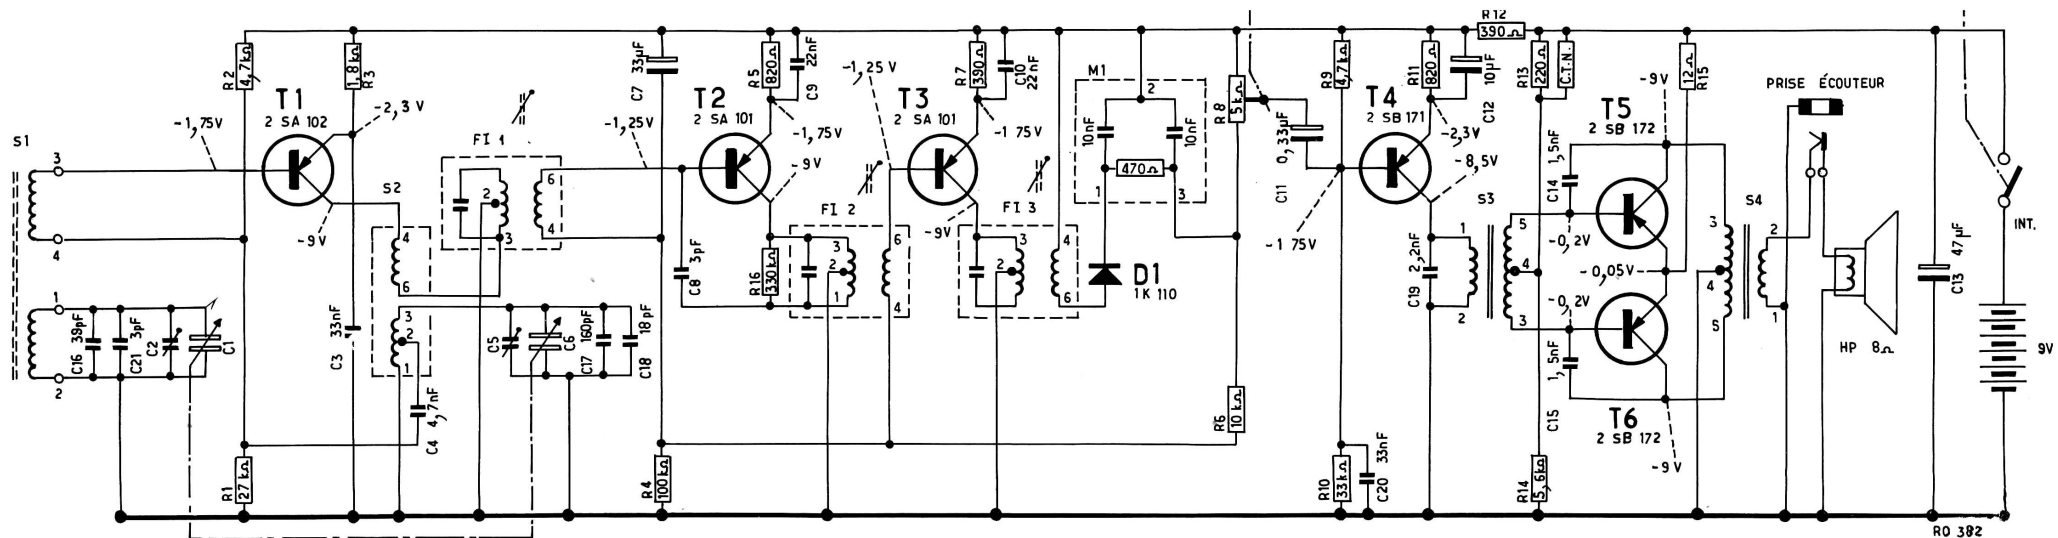 S1
3
4
1
2
C16 39pF
C21 3pF
C2
C1
R2 4,7kΩ
R1 27kΩ
-1,75V
T1
2 SA 102
-9V
R3 1,8kΩ
-2,3 V
C3 33nF
S2
4
6
3
2
1
C4 4,7nF
FI 1
2
3
6
4
C5
C6
C17 160pF
C18 18pF
C7 33µF
-1,25V
R4 100kΩ
C8 3pF
T2
2 SA 101
R5 820Ω
C9 22nF
-1,75V
-9V
R16 330kΩ
FI 2
3
2
1
6
4
-1,25V
T3
2 SA 101
R7 390Ω
C10 22nF
-1 75V
-9V
FI 3
3
2
1
4
6
M1
2
10nF
10nF
470Ω
1
3
D1
1K 110
R8 5kΩ
R6 10kΩ
C11 0,33µF
-1 75V
R9 4,7kΩ
R10 33kΩ
C20 33nF
T4
2 SB 171
R11 820Ω
10µF
C12
-2,3V
-8,5V
R12
390Ω
C19 2,2nF
S3
1
2
5
4
3
R13 220Ω
C.T.N.
R14 5,6kΩ
C14 1,5nF
1,5nF
C15
-9V
T5
2 SB 172
-0,2V
-0,05V
-0,2V
T6
2 SB 172
-9V
R15 12Ω
3
4
5
S4
2
1
PRISE ÉCOUTEUR
HP 8Ω
C13 47µF
INT.
9V
RO 382